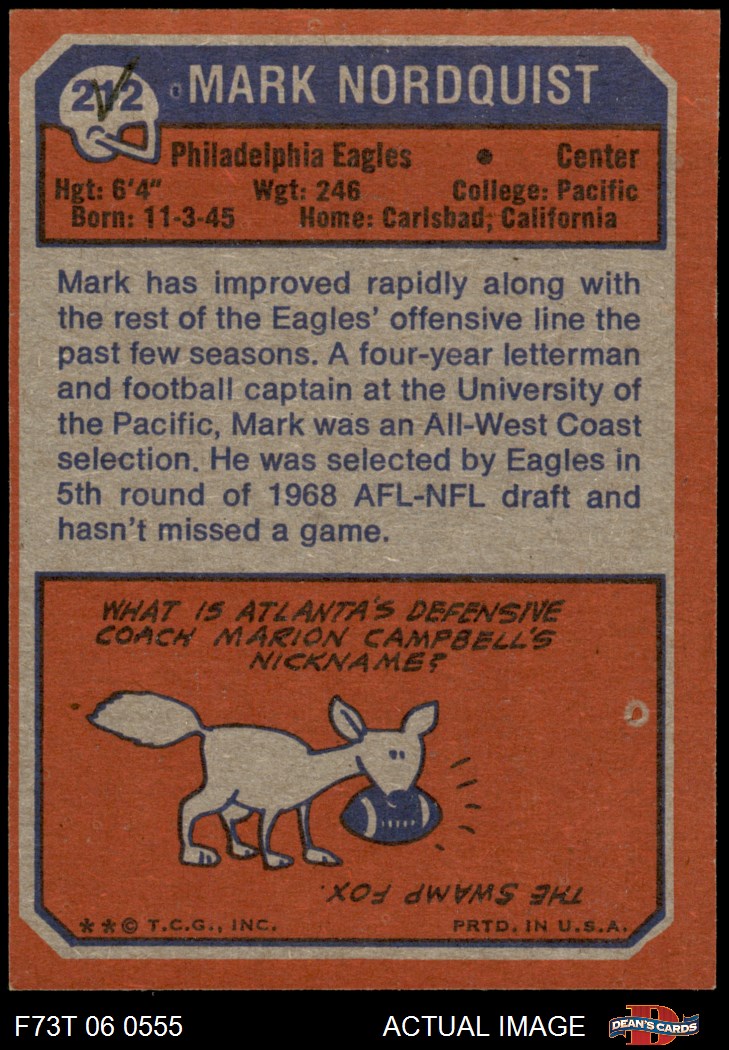 212 MARK NORDQUIST
Philadelphia Eagles • Center
Hgt: 6'4" Wgt: 246 College: Pacific
Born: 11-3-45 Home: Carlsbad, California
Mark has improved rapidly along with
the rest of the Eagles' offensive line the
past few seasons. A four-year letterman
and football captain at the University of
the Pacific, Mark was an All-West Coast
selection. He was selected by Eagles in
5th round of 1968 AFL-NFL draft and
hasn't missed a game.
WHAT IS ATLANTA'S DEFENSIVE
COACH MARION CAMPBELL'S
NICKNAME?
THE SWAMP FOX.
**© T.C.G., INC. PRTD. IN U.S.A.
F73T 06 0555 ACTUAL IMAGE DEAN'S CARDS